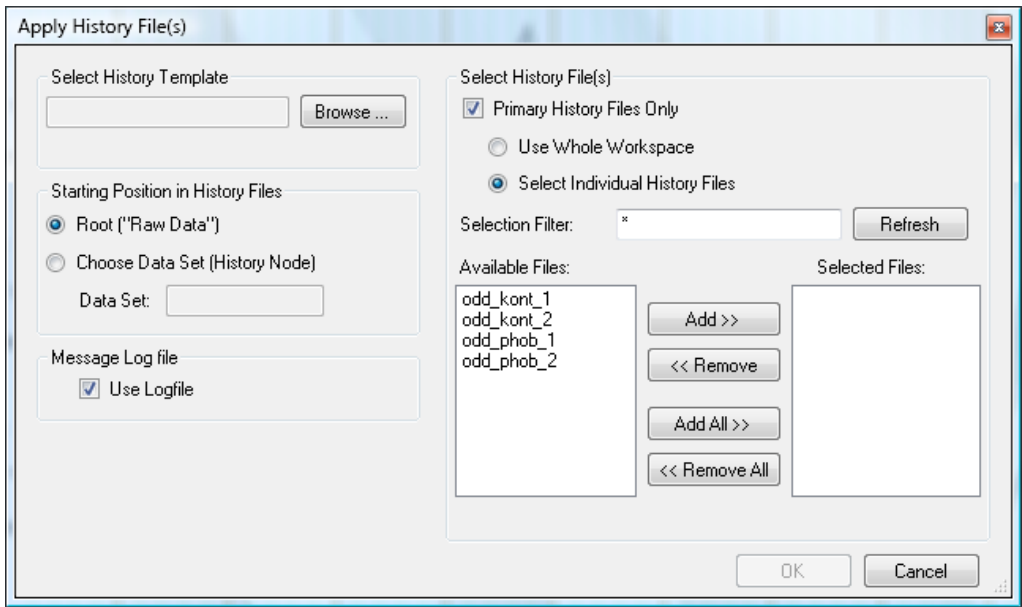 Apply History File(s)
Select History Template
Browse ...
Starting Position in History Files
Root ("Raw Data")
Choose Data Set (History Node)
Data Set:
Message Log file
Use Logfile
Select History File(s)
Primary History Files Only
Use Whole Workspace
Select Individual History Files
Selection Filter: * Refresh
Available Files: Selected Files:
odd_kont_1
odd_kont_2
odd_phob_1
odd_phob_2
Add >>
<< Remove
Add All >>
<< Remove All
OK Cancel